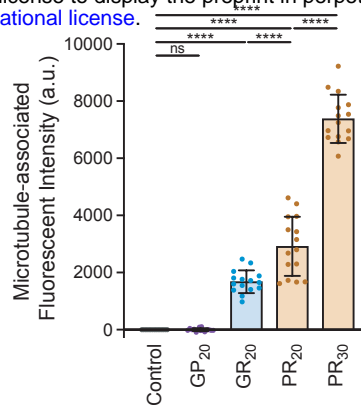 license to display the preprint in perpet
ational license.
****
**** ****
**** ****
ns
10000
8000
6000
4000
2000
0
Microtubule-associated
Fluoresceent Intensity (a.u.)
Control
GP20
GR20
PR20
PR30